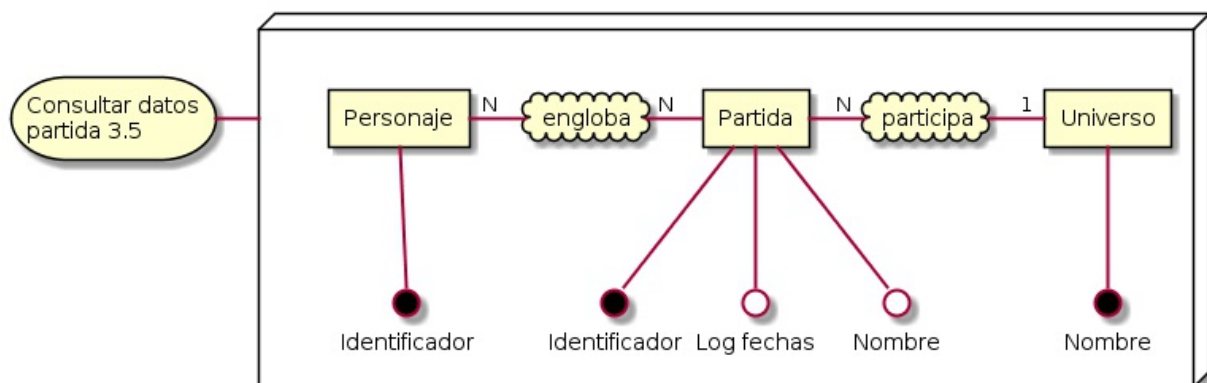 Consultar datos
partida 3.5
Personaje
N
engloba
N
Partida
N
participa
1
Universo
Identificador
Identificador
Log fechas
Nombre
Nombre